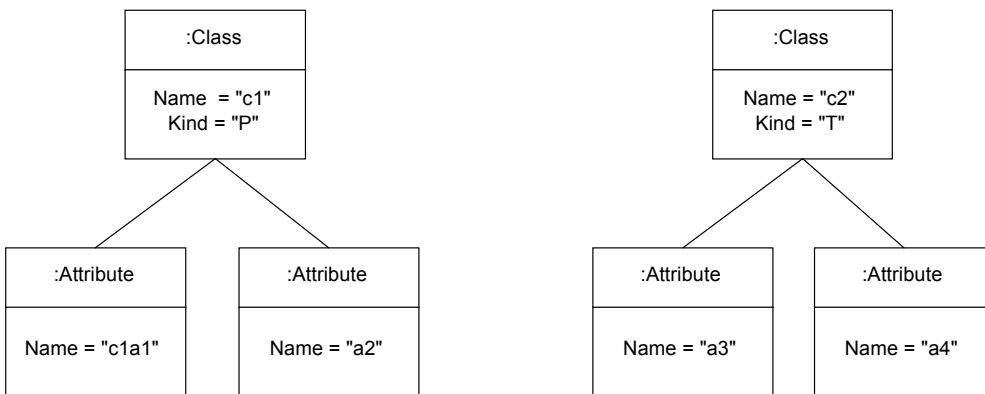 :Class
Name  = "c1"
Kind = "P"
:Attribute
Name = "c1a1"
:Attribute
Name = "a2"
:Class
Name = "c2"
Kind = "T"
:Attribute
Name = "a3"
:Attribute
Name = "a4"